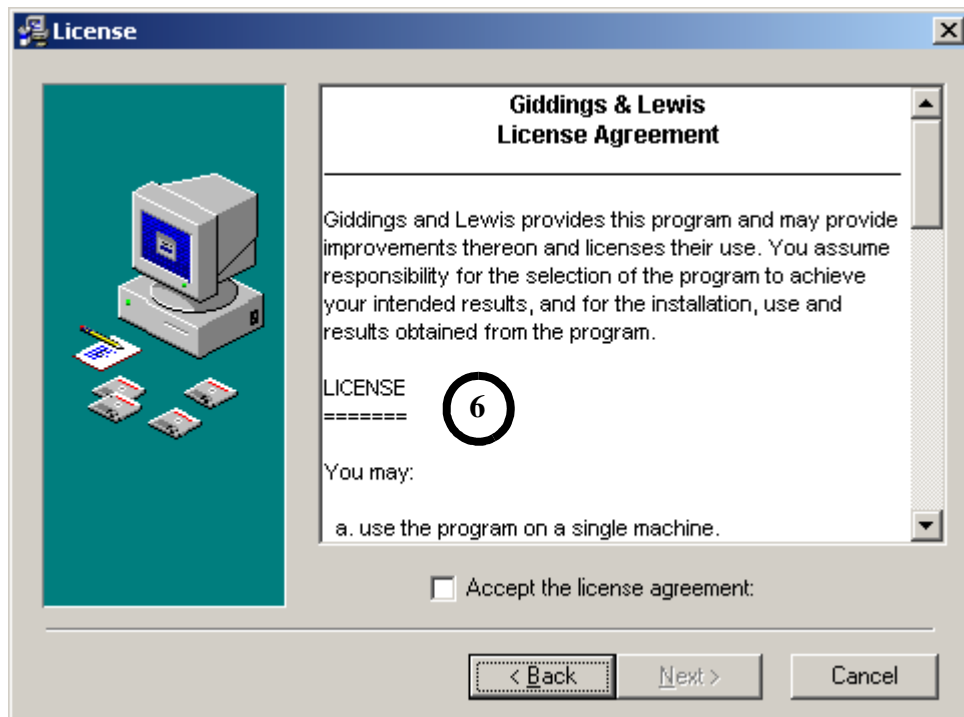 License
Giddings & Lewis
License Agreement
Giddings and Lewis provides this program and may provide
improvements thereon and licenses their use. You assume
responsibility for the selection of the program to achieve
your intended results, and for the installation, use and
results obtained from the program.
LICENSE
=======
6
You may:
a. use the program on a single machine.
Accept the license agreement:
< Back
Next >
Cancel